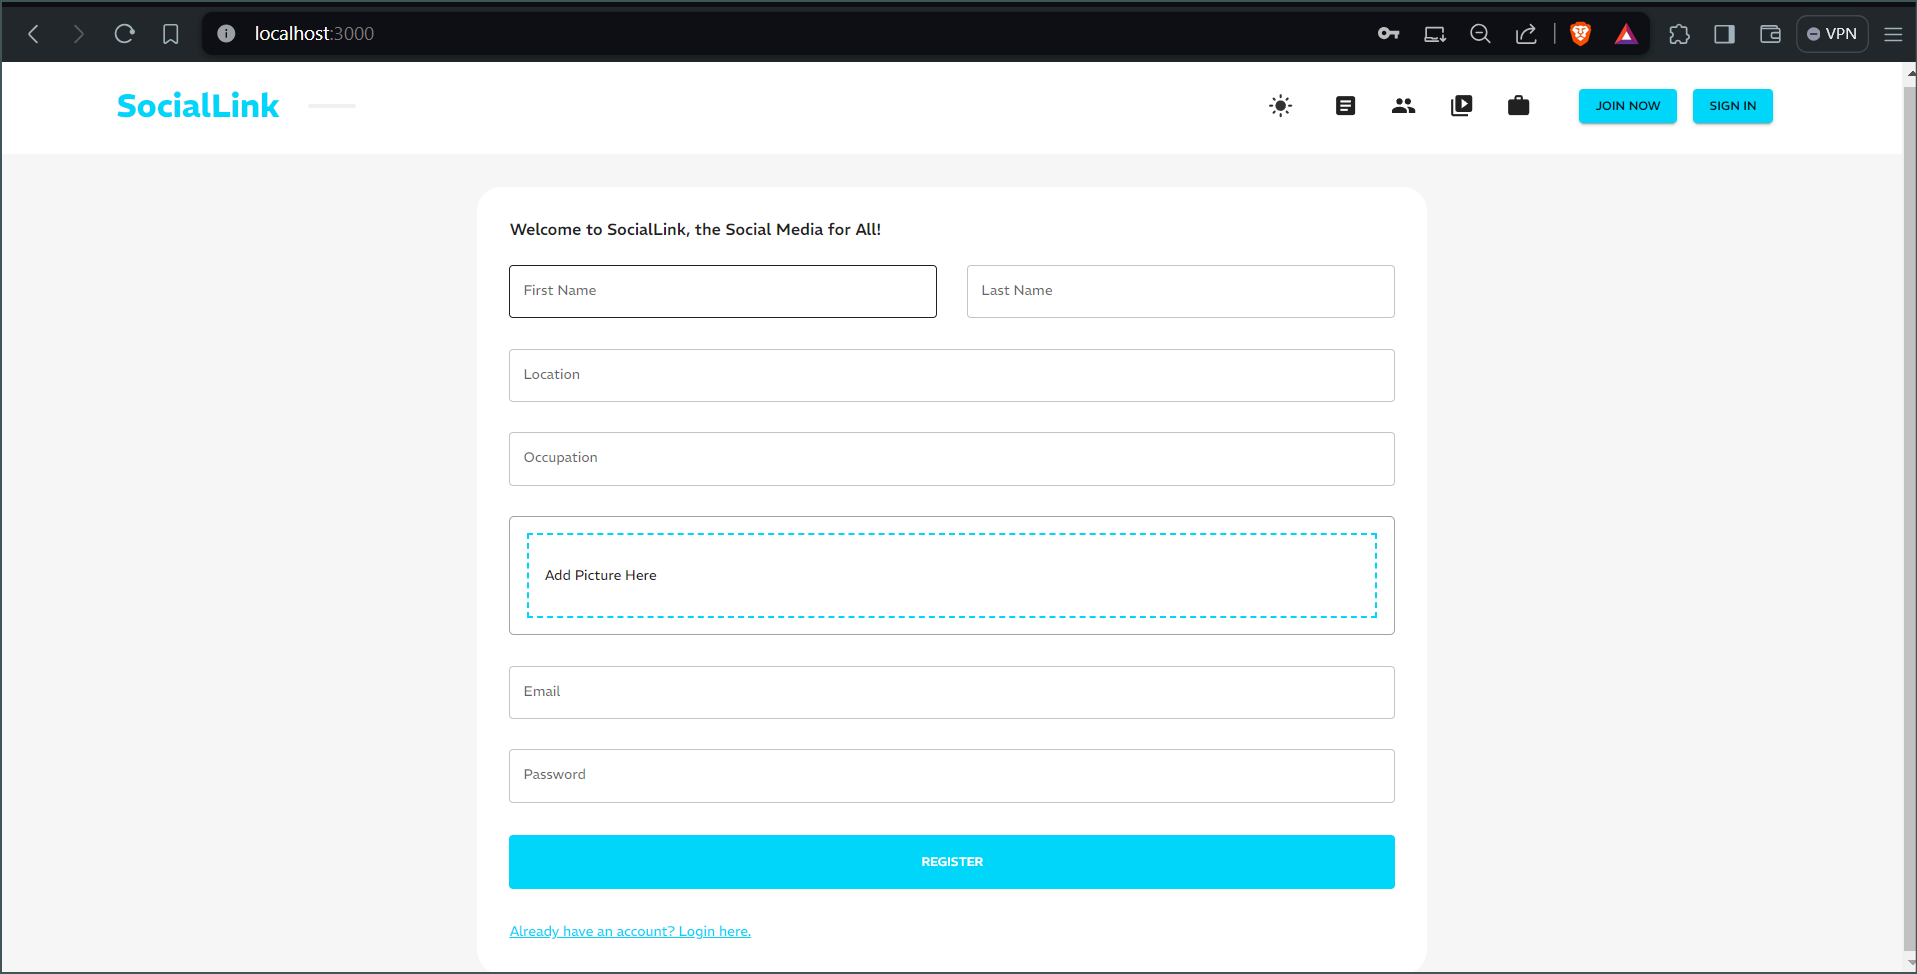 localhost:3000
VPN
SocialLink
JOIN NOW
SIGN IN
Welcome to SocialLink, the Social Media for All!
First Name
Last Name
Location
Occupation
Add Picture Here
Email
Password
REGISTER
Already have an account? Login here.